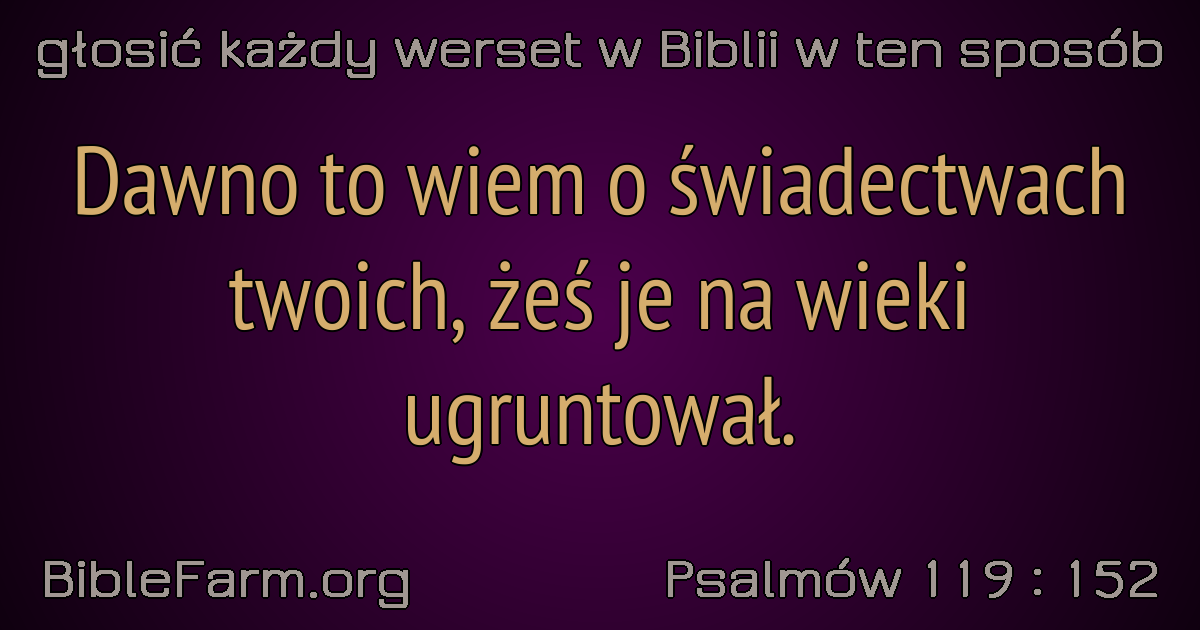 głosić każdy werset w Biblii w ten sposób
Dawno to wiem o świadectwach
twoich, żeś je na wieki
ugruntował.
BibleFarm.org
Psalmów 119 : 152